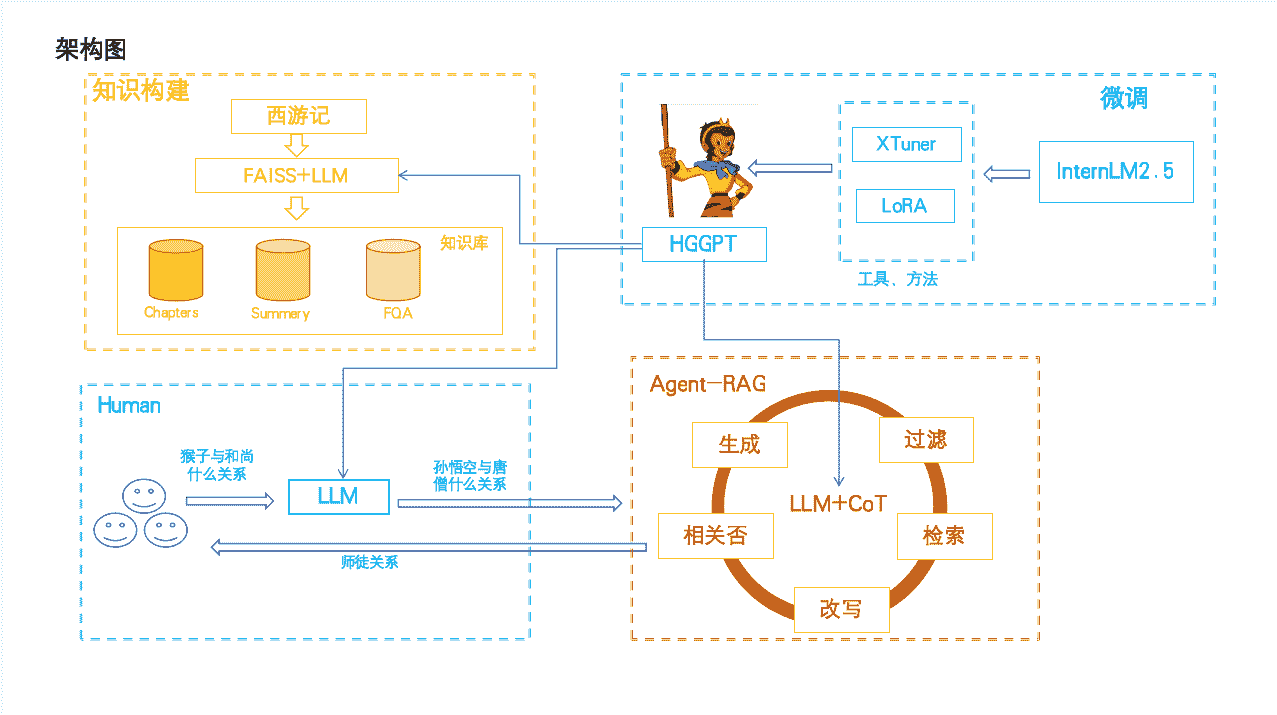 架构图
知识构建
西游记
FAISS+LLM
知识库
Chapters
Summery
FQA
微调
XTuner
LoRA
工具、方法
InternLM2.5
HGGPT
Human
猴子与和尚
什么关系
LLM
孙悟空与唐
僧什么关系
师徒关系
Agent-RAG
生成
过滤
LLM+CoT
相关否
检索
改写